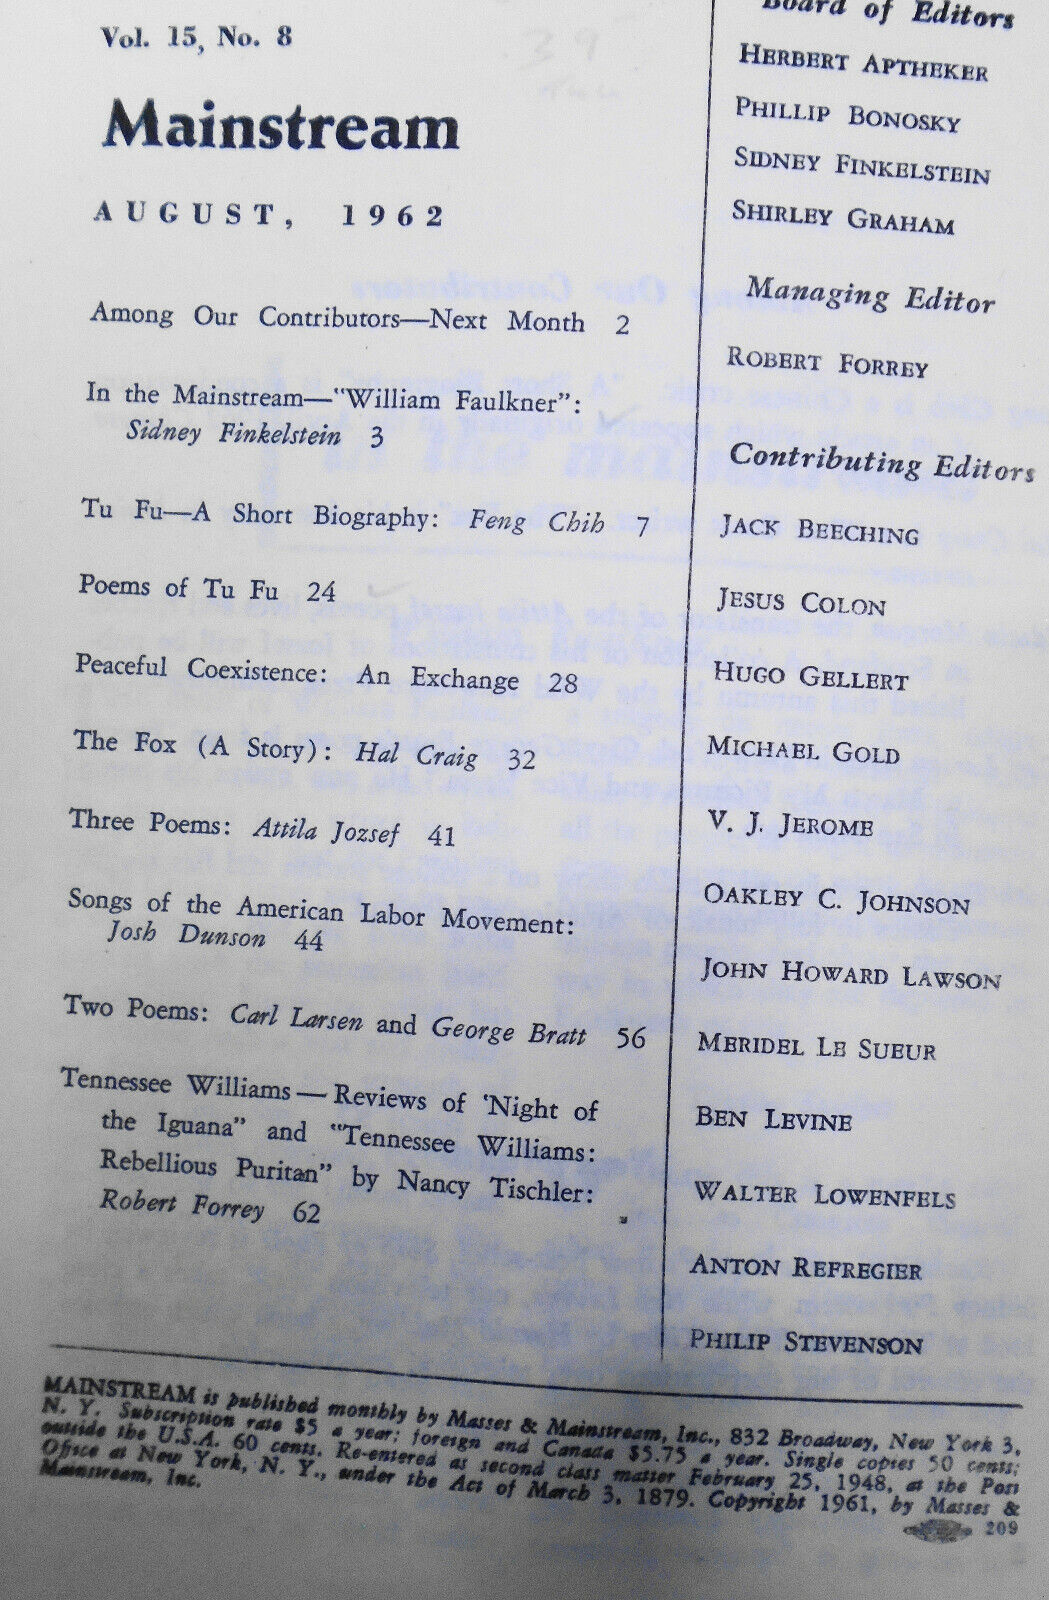 Vol. 15, No. 8
Mainstream
AUGUST, 1962
Among Our Contributors—Next Month 2
In the Mainstream—"William Faulkner":
Sidney Finkelstein 3
Tu Fu—A Short Biography: Feng Chih 7
Poems of Tu Fu 24
Peaceful Coexistence: An Exchange 28
The Fox (A Story): Hal Craig 32
Three Poems: Attila Jozsef 41
Songs of the American Labor Movement:
Josh Dunson 44
Two Poems: Carl Larsen and George Bratt 56
Tennessee Williams — Reviews of 'Night of
the Iguana" and "Tennessee Williams:
Rebellious Puritan" by Nancy Tischler:
Robert Forrey 62
Board of Editors
HERBERT APTHEKER
PHILLIP BONOSKY
SIDNEY FINKELSTEIN
SHIRLEY GRAHAM
Managing Editor
ROBERT FORREY
Contributing Editors
JACK BEECHING
JESUS COLON
HUGO GELLERT
MICHAEL GOLD
V. J. JEROME
OAKLEY C. JOHNSON
JOHN HOWARD LAWSON
MERIDEL LE SUEUR
BEN LEVINE
WALTER LOWENFELS
ANTON REFREGIER
PHILIP STEVENSON
MAINSTREAM is published monthly by Masses & Mainstream, Inc., 832 Broadway, New York 3,
N. Y. Subscription rate $5 a year; foreign and Canada $5.75 a year. Single copies 50 cents;
outside the U.S.A. 60 cents. Re-entered as second class matter February 25, 1948, at the Post
Office at New York, N. Y., under the Act of March 3, 1879. Copyright 1961, by Masses &
Mainstream, Inc.
209